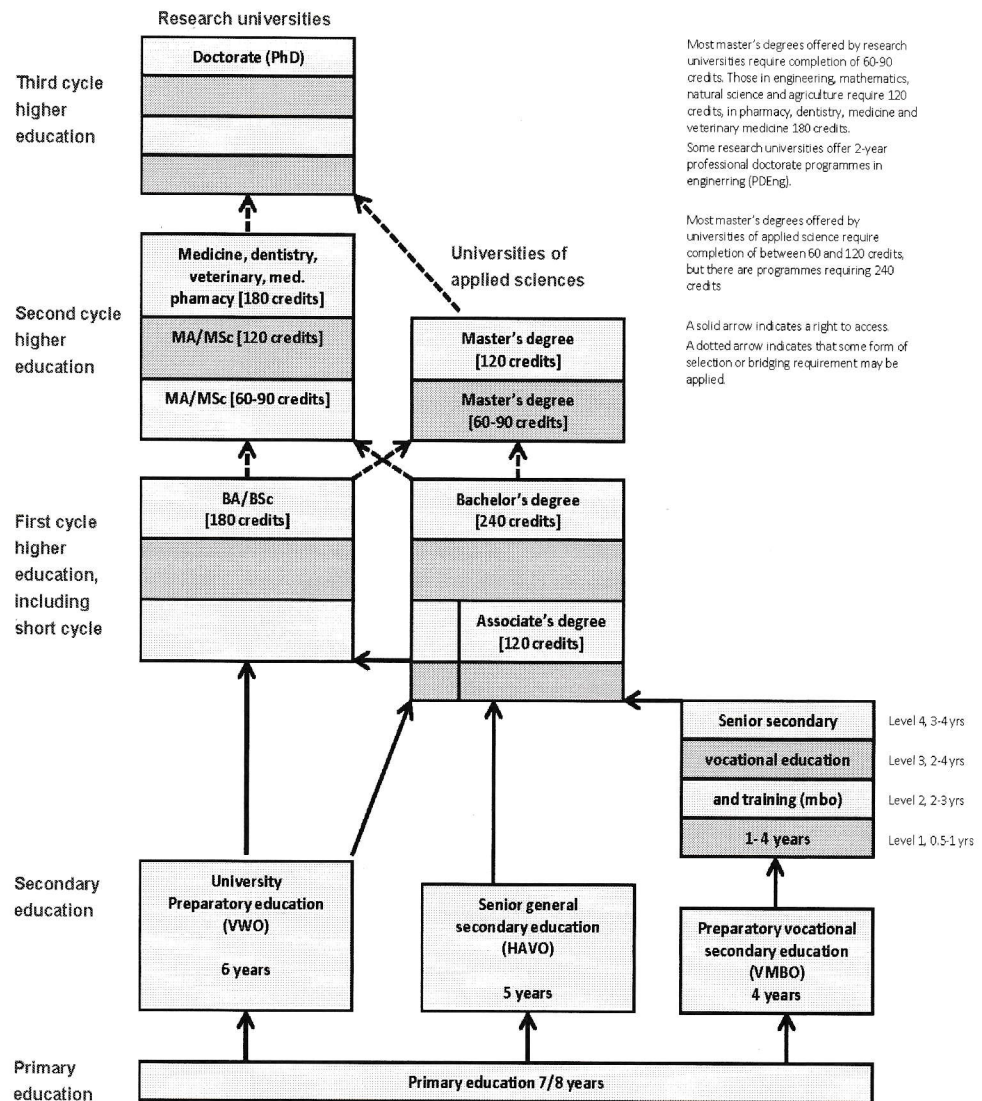 Research universities
Doctorate (PhD)
Third cycle
higher
education
Most master's degrees offered by research
universities require completion of 60-90
credits. Those in engineering, mathematics,
natural science and agriculture require 120
credits, in pharmacy, dentistry, medicine and
veterinary medicine 180 credits.
Some research universities offer 2-year
professional doctorate programmes in
enginerring (PDEng).
Most master's degrees offered by
universities of applied science require
completion of between 60 and 120 credits,
but there are programmes requiring 240
credits
A solid arrow indicates a right to access.
A dotted arrow indicates that some form of
selection or bridging requirement may be
applied.
Second cycle
higher
education
Medicine, dentistry,
veterinary, med.
phamacy [180 credits]
MA/MSc [120 credits]
MA/MSc [60-90 credits]
Universities of
applied sciences
Master's degree
[120 credits]
Master's degree
[60-90 credits]
First cycle
higher
education,
including
short cycle
BA/BSc
[180 credits]
Bachelor's degree
[240 credits]
Associate's degree
[120 credits]
Senior secondary
vocational education
and training (mbo)
1- 4 years
Level 4, 3-4 yrs
Level 3, 2-4 yrs
Level 2, 2-3 yrs
Level 1, 0.5-1 yrs
Secondary
education
University
Preparatory education
(VWO)
6 years
Senior general
secondary education
(HAVO)
5 years
Preparatory vocational
secondary education
(VMBO)
4 years
Primary
education
Primary education 7/8 years